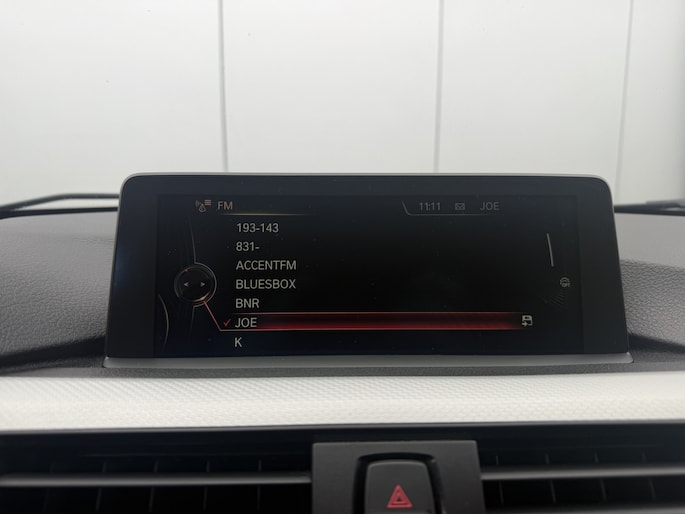 FM 11:11 JOE
193-143
831-
ACCENTFM
BLUESBOX
BNR
JOE
K